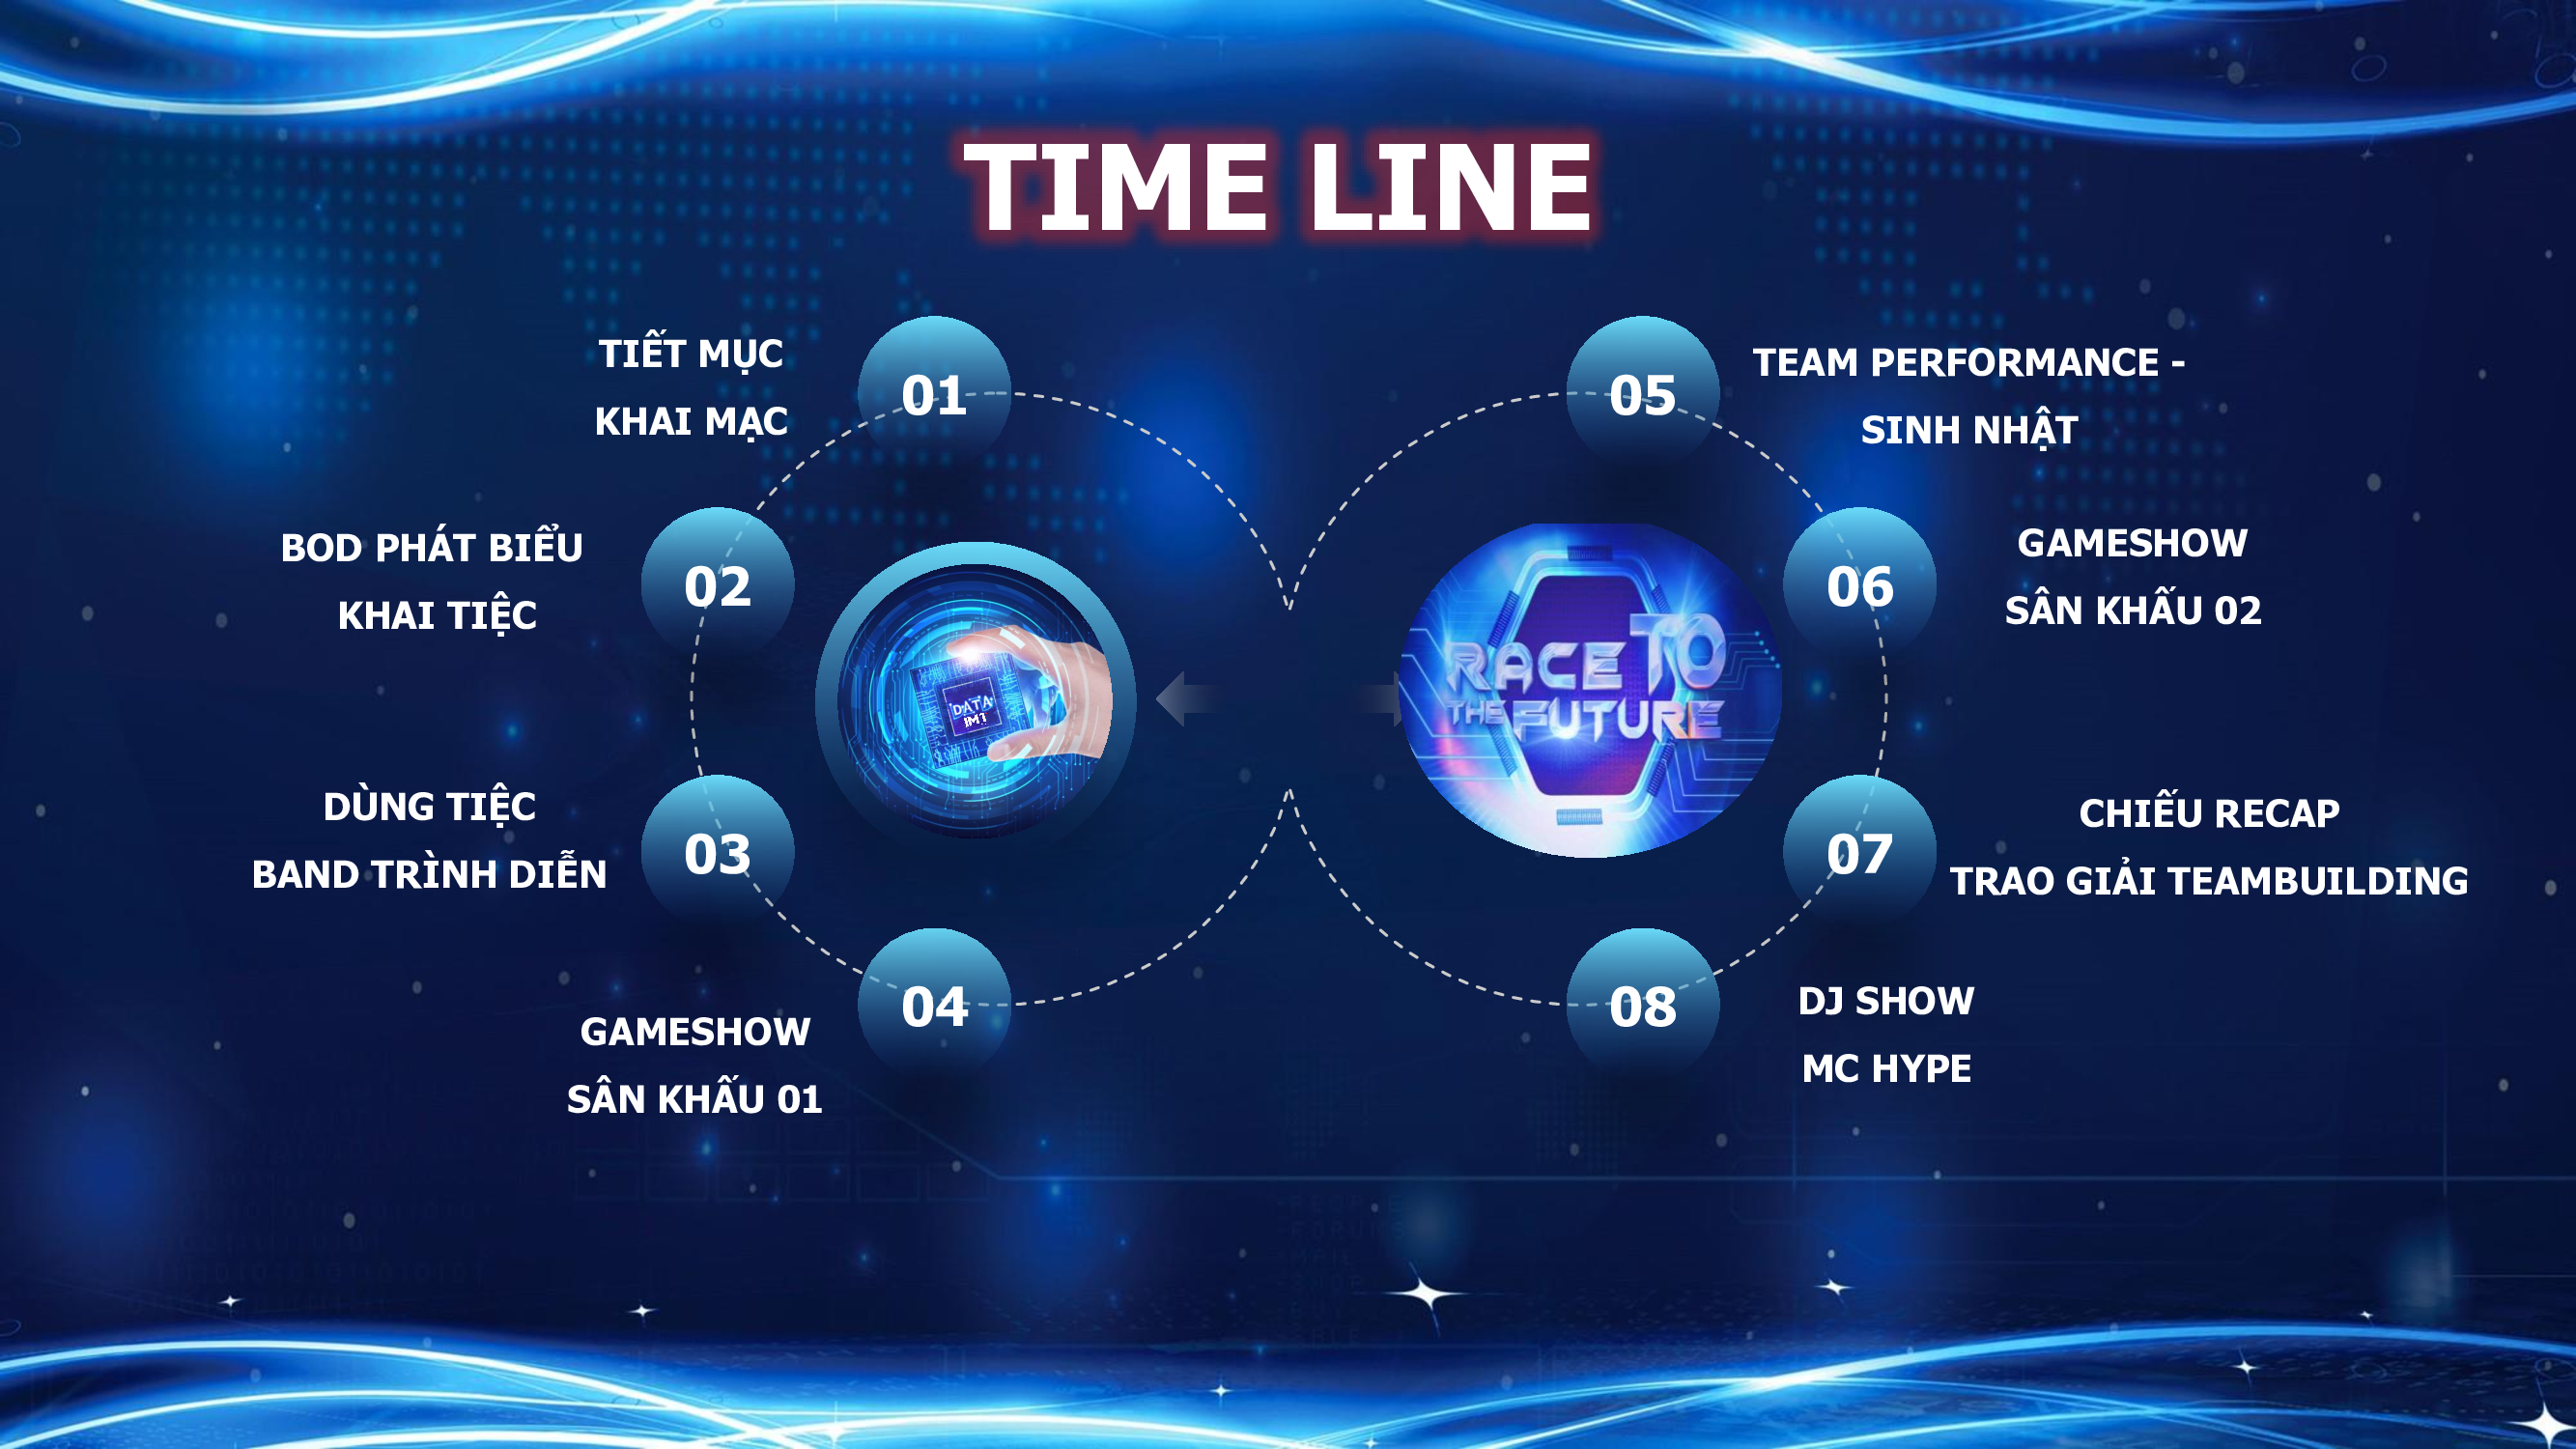 TIME LINE
01
TIẾT MỤC
KHAI MẠC
02
BOD PHÁT BIỂU
KHAI TIỆC
03
DÙNG TIỆC
BAND TRÌNH DIỄN
04
GAMESHOW
SÂN KHẤU 01
DATA
RACE TO
THE FUTURE
05
TEAM PERFORMANCE -
SINH NHẬT
06
GAMESHOW
SÂN KHẤU 02
07
CHIẾU RECAP
TRAO GIẢI TEAMBUILDING
08
DJ SHOW
MC HYPE